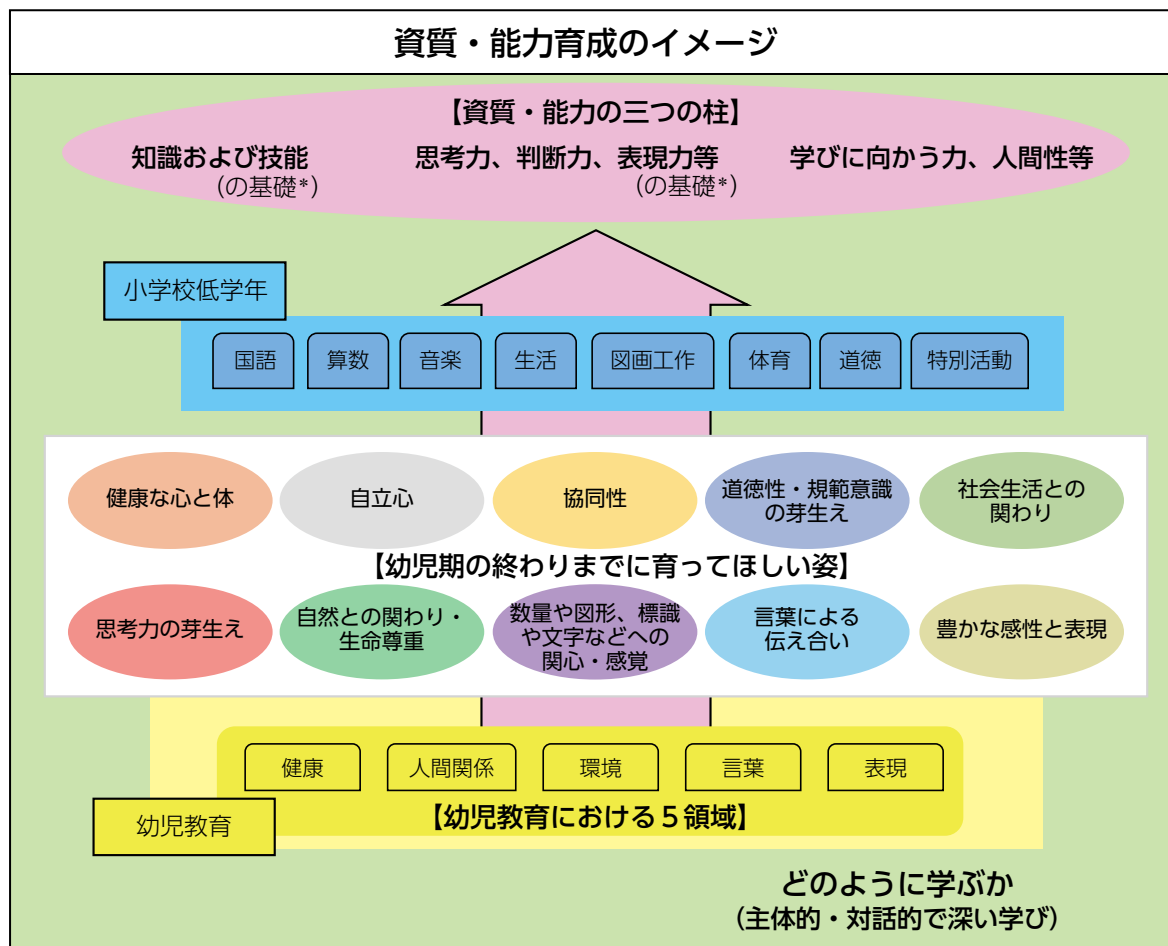 資質・能力育成のイメージ
【資質・能力の三つの柱】
知識および技能
（の基礎*）
思考力、判断力、表現力等
（の基礎*）
学びに向かう力、人間性等
小学校低学年
国語
算数
音楽
生活
図画工作
体育
道徳
特別活動
健康な心と体
自立心
協同性
道徳性・規範意識
の芽生え
社会生活との
関わり
【幼児期の終わりまでに育ってほしい姿】
思考力の芽生え
自然との関わり・
生命尊重
数量や図形、標識
や文字などへの
関心・感覚
言葉による
伝え合い
豊かな感性と表現
健康
人間関係
環境
言葉
表現
【幼児教育における５領域】
幼児教育
どのように学ぶか
（主体的・対話的で深い学び）